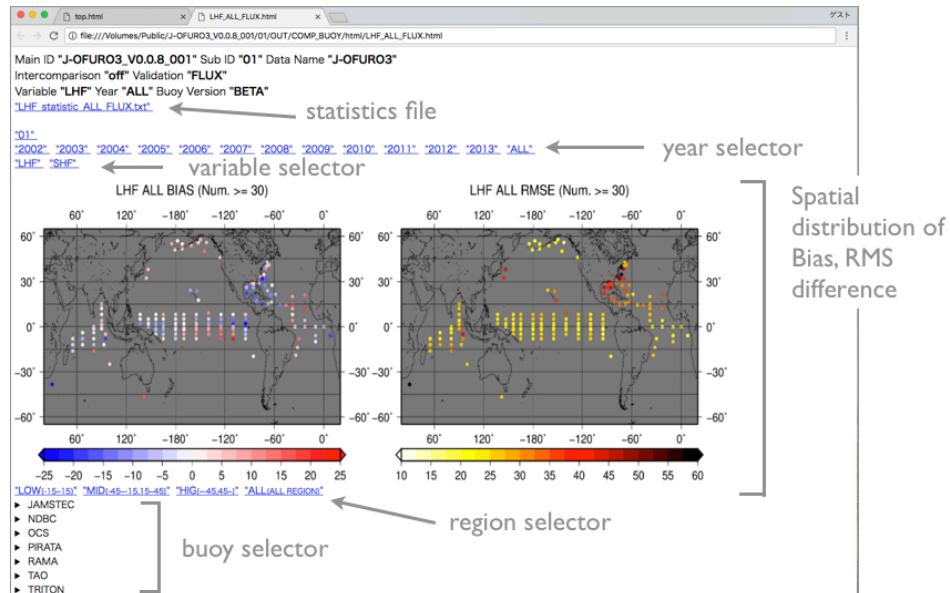 top.html
LHF_ALL_FLUX.html
ゲスト
file:///Volumes/Public/J-OFURO3_V0.0.8_001/01/OUT/COMP_BUOY/html/LHF_ALL_FLUX.html
Main ID "J-OFURO3_V0.0.8_001" Sub ID "01" Data Name "J-OFURO3"
Intercomparison "off" Validation "FLUX"
Variable "LHF" Year "ALL" Buoy Version "BETA"
"LHF_statistic_ALL_FLUX.txt"
statistics file
"01"
"2002" "2003" "2004" "2005" "2006" "2007" "2008" "2009" "2010" "2011" "2012" "2013" "ALL"
year selector
"LHF" "SHF"
variable selector
LHF ALL BIAS (Num. >= 30)
LHF ALL RMSE (Num. >= 30)
Spatial
distribution of
Bias, RMS
difference
60˚ 120˚ −180˚ −120˚ −60˚ 0˚
60˚ 120˚ −180˚ −120˚ −60˚ 0˚
60˚ 60˚ 60˚
30˚ 30˚ 30˚
0˚ 0˚ 0˚
−30˚ −30˚ −30˚
−60˚ −60˚ −60˚
60˚ 120˚ −180˚ −120˚ −60˚ 0˚
60˚ 120˚ −180˚ −120˚ −60˚ 0˚
−25 −20 −15 −10 −5 0 5 10 15 20 25
10 15 20 25 30 35 40 45 50 55 60
"LOW(-15~15)" "MID(-45~-15,15~45)" "HIG(~-45,45~)" "ALL(ALL REGION)"
region selector
JAMSTEC
NDBC
OCS
PIRATA
RAMA
TAO
TRITON
buoy selector